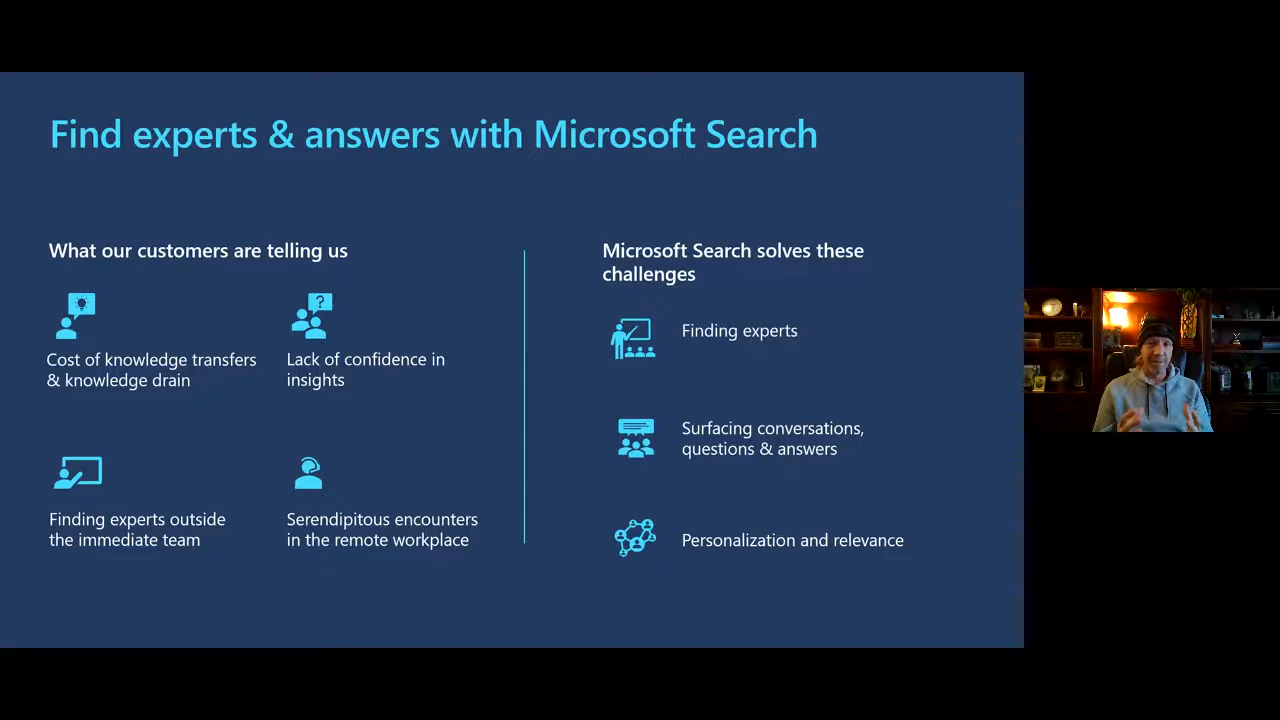 Find experts & answers with Microsoft Search
What our customers are telling us
?
Cost of knowledge transfers
& knowledge drain
Lack of confidence in
insights
Finding experts outside
the immediate team
Serendipitous encounters
in the remote workplace
Microsoft Search solves these
challenges
Finding experts
Surfacing conversations,
questions & answers
Personalization and relevance